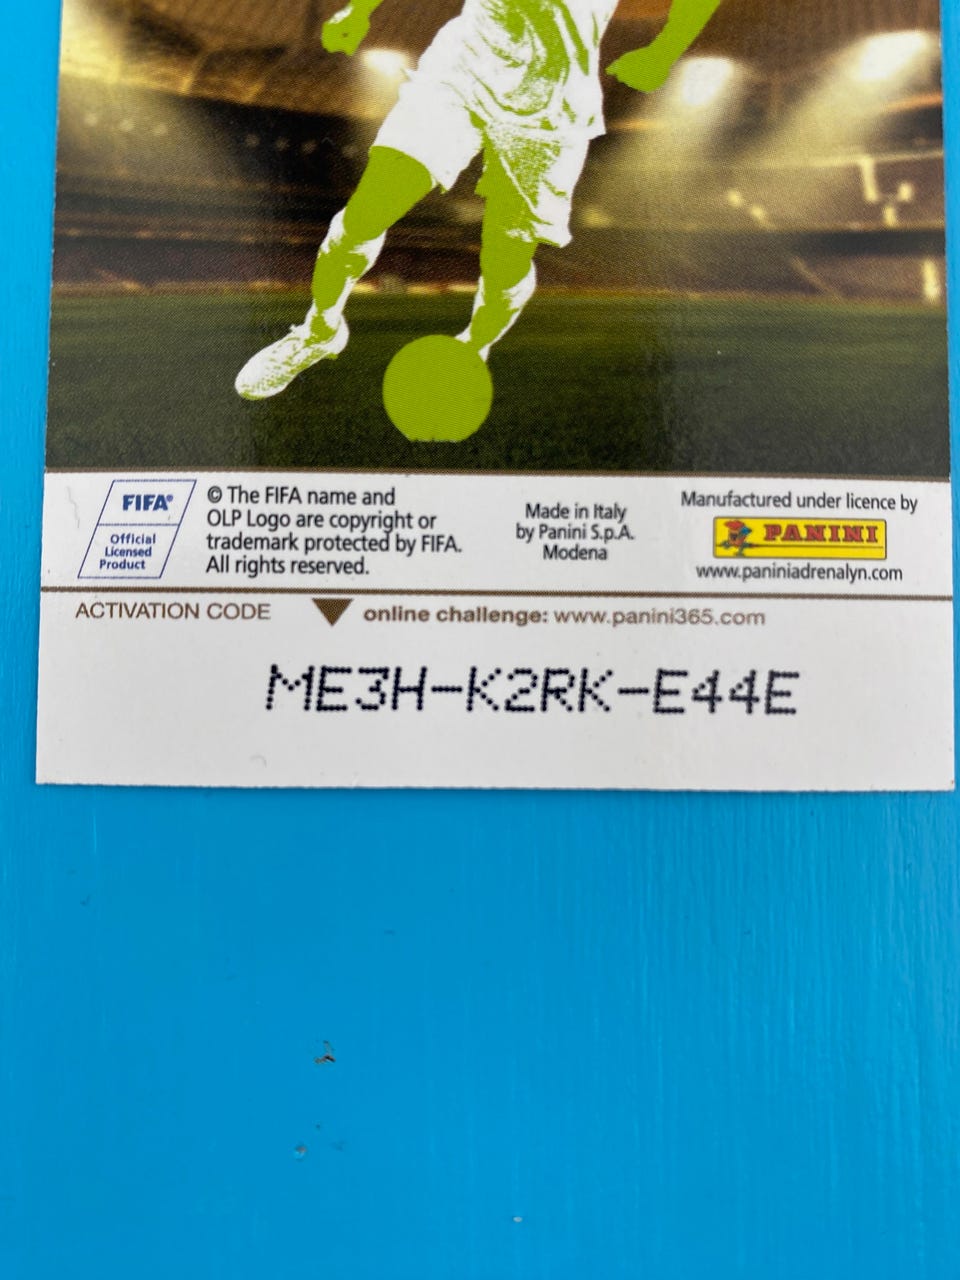 FIFA®
Official
Licensed
Product
© The FIFA name and
OLP Logo are copyright or
trademark protected by FIFA.
All rights reserved.
Made in Italy
by Panini S.p.A.
Modena
Manufactured under licence by
PANINI
www.paniniadrenalyn.com
ACTIVATION CODE
online challenge: www.panini365.com
ME3H-K2RK-E44E